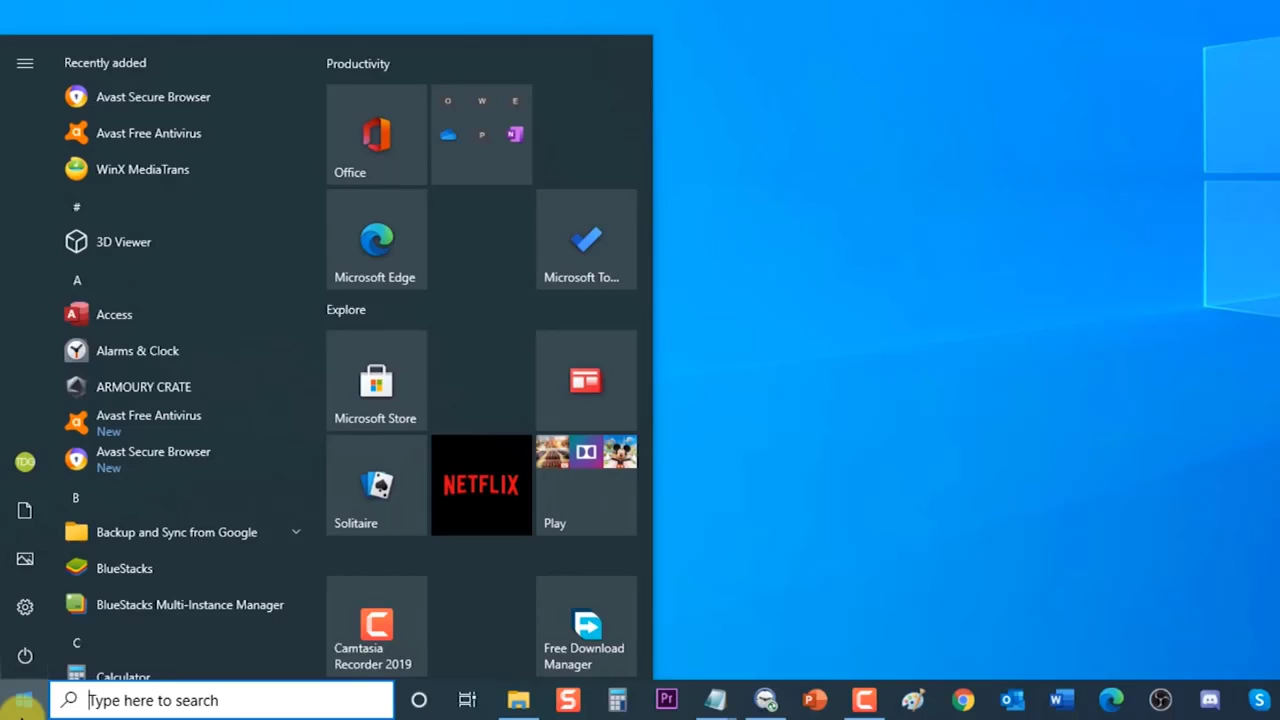 Recently added
Avast Secure Browser
Avast Free Antivirus
WinX MediaTrans
#
3D Viewer
A
Access
Alarms & Clock
ARMOURY CRATE
Avast Free Antivirus
New
Avast Secure Browser
New
B
Backup and Sync from Google
BlueStacks
BlueStacks Multi-Instance Manager
C
Calculator
TDG
Productivity
O W E
P N
Office
Microsoft Edge
Microsoft To...
Explore
Microsoft Store
Solitaire
NETFLIX
Play
Camtasia
Recorder 2019
Free Download
Manager
Type here to search
Pr